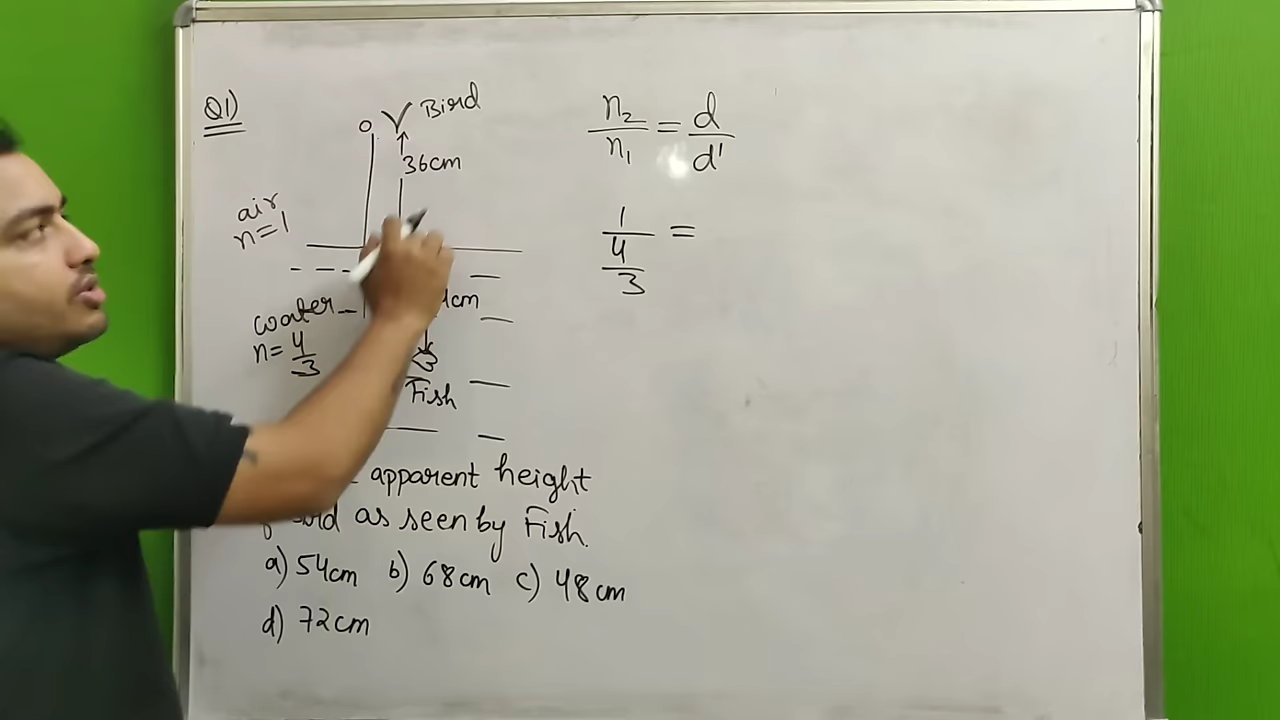 Q1)
o Bird
36cm
air
n=1
cm
water
n=4/3
Fish
apparent height
as seen by Fish.
a) 54cm b) 68cm c) 48cm
d) 72cm
n₂/n₁ = d/d'
1/(4/3) =